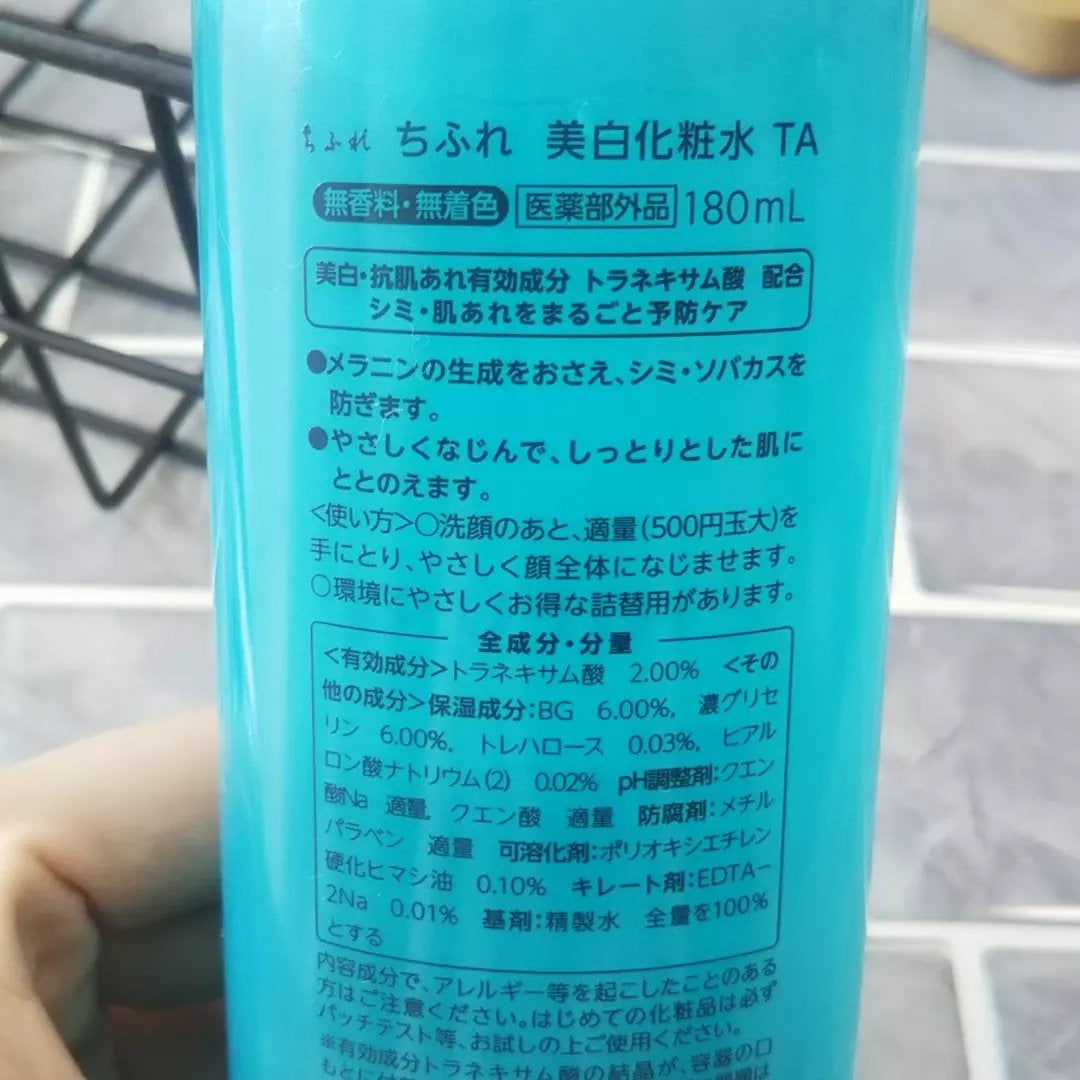 ちふれ ちふれ 美白化粧水 TA
無香料・無着色 医薬部外品 180mL
美白・抗肌あれ有効成分 トラネキサム酸 配合
シミ・肌あれをまるごと予防ケア
●メラニンの生成をおさえ、シミ・ソバカスを
防ぎます。
●やさしくなじんで、しっとりとした肌に
ととのえます。
<使い方>○洗顔のあと、適量(500円玉大)を
手にとり、やさしく顔全体になじませます。
○環境にやさしくお得な詰替用があります。
全成分・分量
<有効成分>トラネキサム酸 2.00% <その
他の成分>保湿成分:BG 6.00%, 濃グリセ
リン 6.00%, トレハロース 0.03%, ヒアル
ロン酸ナトリウム(2) 0.02% pH調整剤:クエン
酸Na 適量, クエン酸 適量 防腐剤:メチル
パラベン 適量 可溶化剤:ポリオキシエチレン
硬化ヒマシ油 0.10% キレート剤:EDTA−
2Na 0.01% 基剤:精製水 全量を100%
とする
内容成分で、アレルギー等を起こしたことのある
方はご注意ください。はじめての化粧品は必ず
パッチテスト等、お試しの上ご使用ください。
※有効成分トラネキサム酸の結晶が、容器の口
もとに